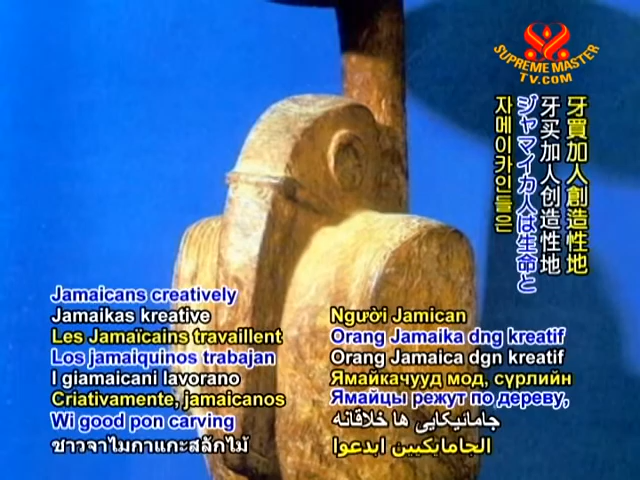 SUPREME MASTER
TV.COM
牙買加人創造性地
牙买加人创造性地
ジャマイカ人は生命と
자메이카인들은
Jamaicans creatively
Jamaikas kreative
Les Jamaïcains travaillent
Los jamaiquinos trabajan
I giamaicani lavorano
Criativamente, jamaicanos
Wi good pon carving
ชาวจาไมกาแกะสลักไม้
Người Jamican
Orang Jamaika dng kreatif
Orang Jamaica dgn kreatif
Ямайкачууд мод, сүрлийн
Ямайцы режут по дереву,
جامائیکایی ها خلاقانه
الجامايكيين ابدعوا